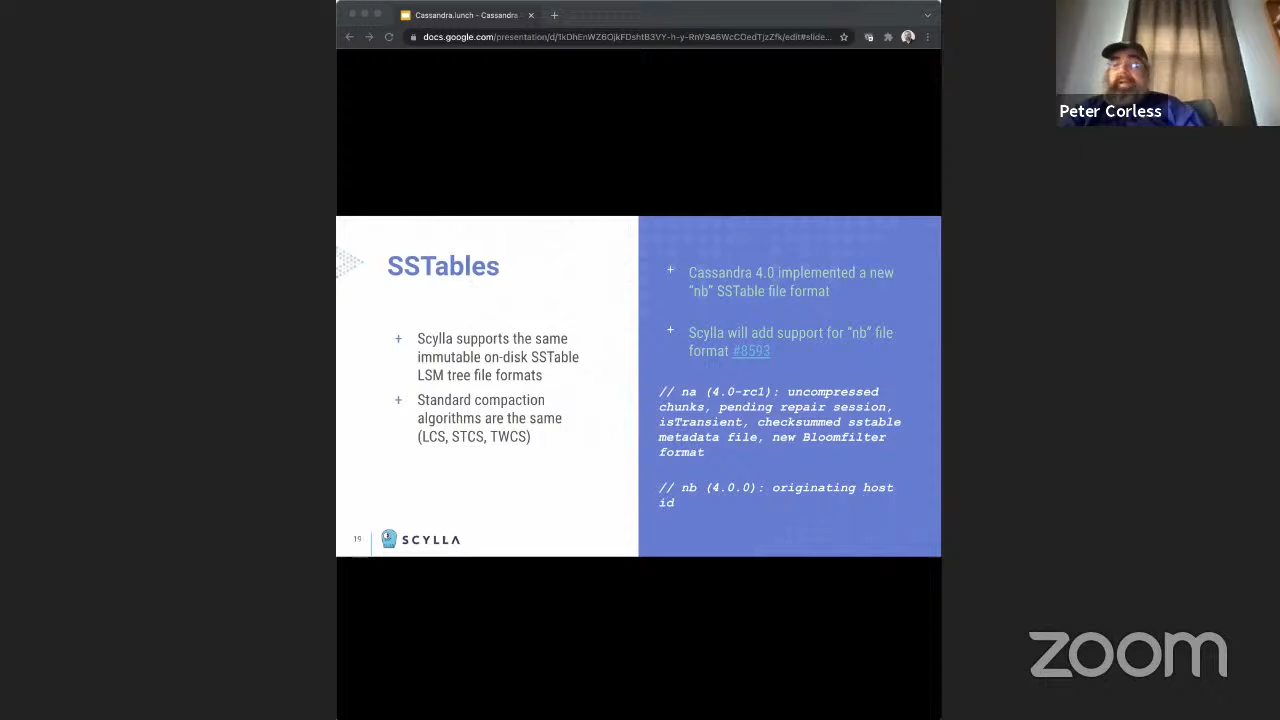 Cassandra.lunch - Cassandra
docs.google.com/presentation/d/1kDhEnWZ6OjkFDshtB3VY-h-y-RnV946WcCOedTjzZfk/edit#slide...
Peter Corless
SSTables
+ Scylla supports the same
immutable on-disk SSTable
LSM tree file formats
+ Standard compaction
algorithms are the same
(LCS, STCS, TWCS)
19
SCYLLA
+ Cassandra 4.0 implemented a new
“nb” SSTable file format
+ Scylla will add support for “nb” file
format #8593
// na (4.0-rc1): uncompressed
chunks, pending repair session,
isTransient, checksummed sstable
metadata file, new Bloomfilter
format
// nb (4.0.0): originating host
id
zoom